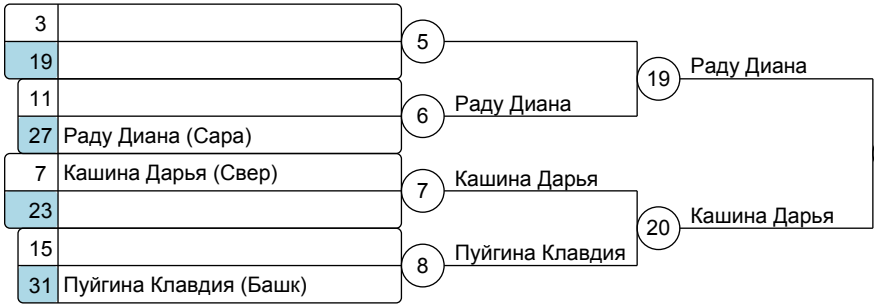 3
19
5
11
27 Раду Диана (Сара)
6 Раду Диана
19 Раду Диана
7 Кашина Дарья (Свер)
23
7 Кашина Дарья
15
31 Пуйгина Клавдия (Башк)
8 Пуйгина Клавдия
20 Кашина Дарья